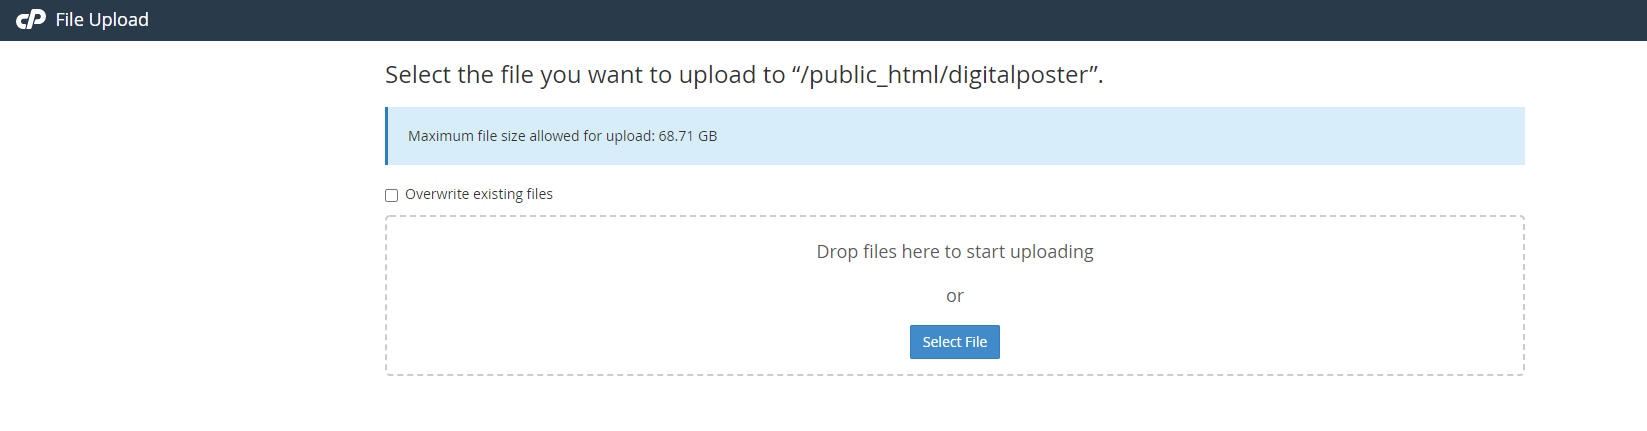 cP File Upload
Select the file you want to upload to “/public_html/digitalposter”.
Maximum file size allowed for upload: 68.71 GB
Overwrite existing files
Drop files here to start uploading
or
Select File